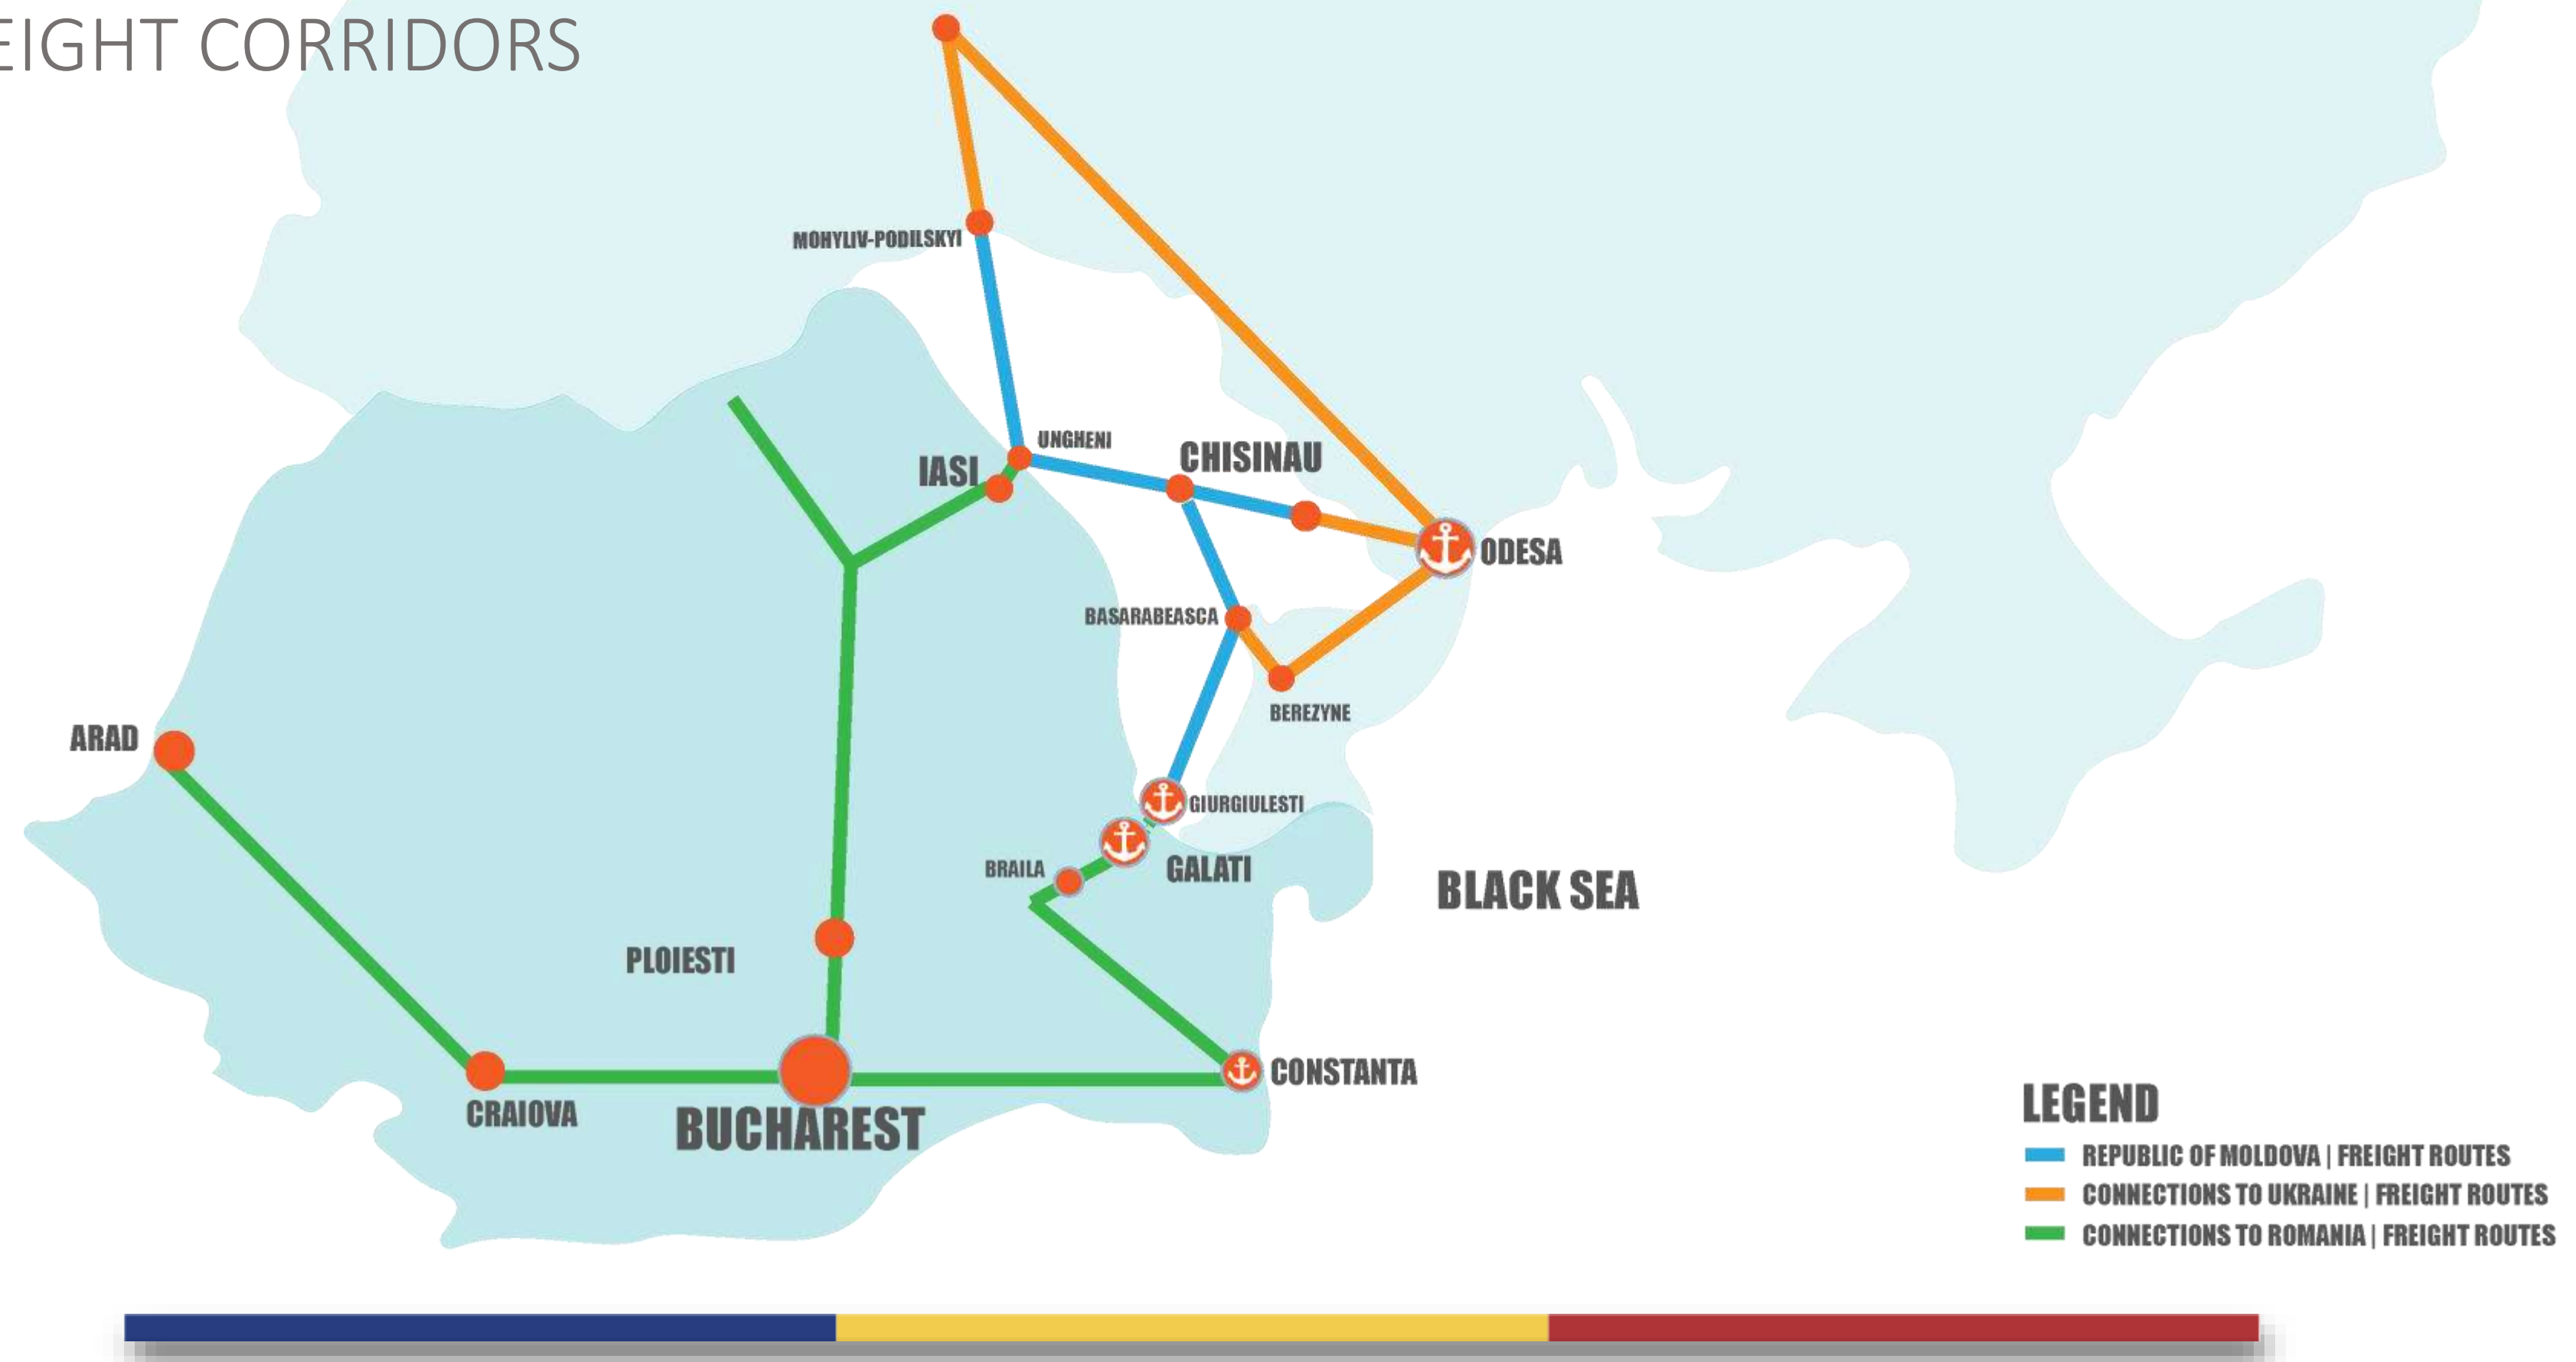 EIGHT CORRIDORS
MOHYLIV-PODILSKYI
UNGHENI
CHISINAU
IASI
ODESA
BASARABEASCA
BEREZYNE
ARAD
GIURGIULESTI
BRAILA
GALATI
BLACK SEA
PLOIESTI
CONSTANTA
CRAIOVA
BUCHAREST
LEGEND
REPUBLIC OF MOLDOVA | FREIGHT ROUTES
CONNECTIONS TO UKRAINE | FREIGHT ROUTES
CONNECTIONS TO ROMANIA | FREIGHT ROUTES